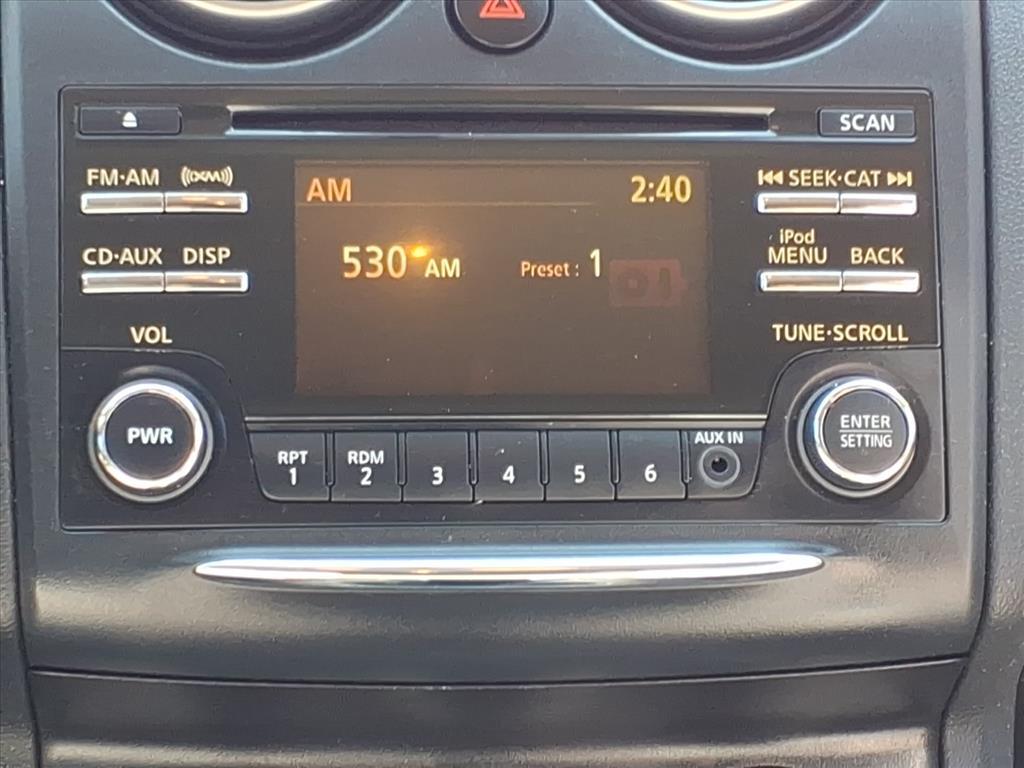 SCAN
FM·AM ((XM))
AM 2:40
SEEK·CAT
530 AM Preset : 1
CD·AUX DISP
iPod
MENU BACK
VOL
TUNE·SCROLL
PWR
ENTER
SETTING
RPT
1
RDM
2
3
4
5
6
AUX IN